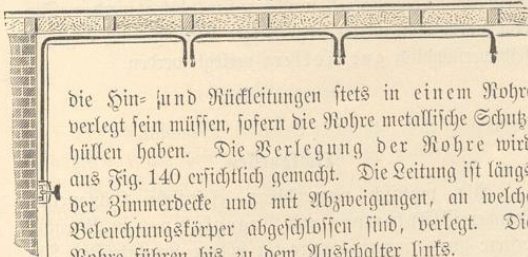 die Hin- und Rückleitungen stets in einem Rohre
verlegt sein müssen, sofern die Rohre metallische Schutz-
hüllen haben. Die Verlegung der Rohre wird
aus Fig. 140 ersichtlich gemacht. Die Leitung ist längs
der Zimmerdecke und mit Abzweigungen, an welche
Beleuchtungskörper abgeschlossen sind, verlegt. Die
Rohre führen bis zu dem Ausschalter links.